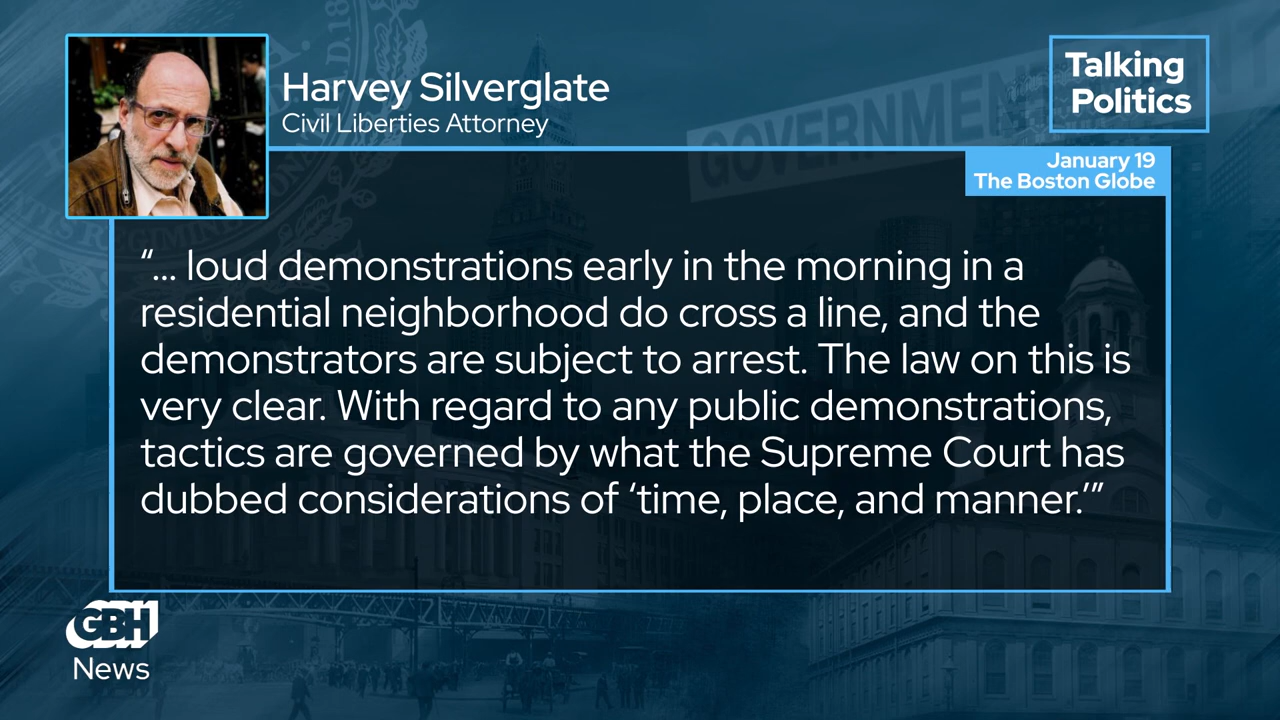 Harvey Silverglate
Civil Liberties Attorney
Talking
Politics
GOVERNMENT
January 19
The Boston Globe
“... loud demonstrations early in the morning in a
residential neighborhood do cross a line, and the
demonstrators are subject to arrest. The law on this is
very clear. With regard to any public demonstrations,
tactics are governed by what the Supreme Court has
dubbed considerations of ‘time, place, and manner.’”
GBH
News